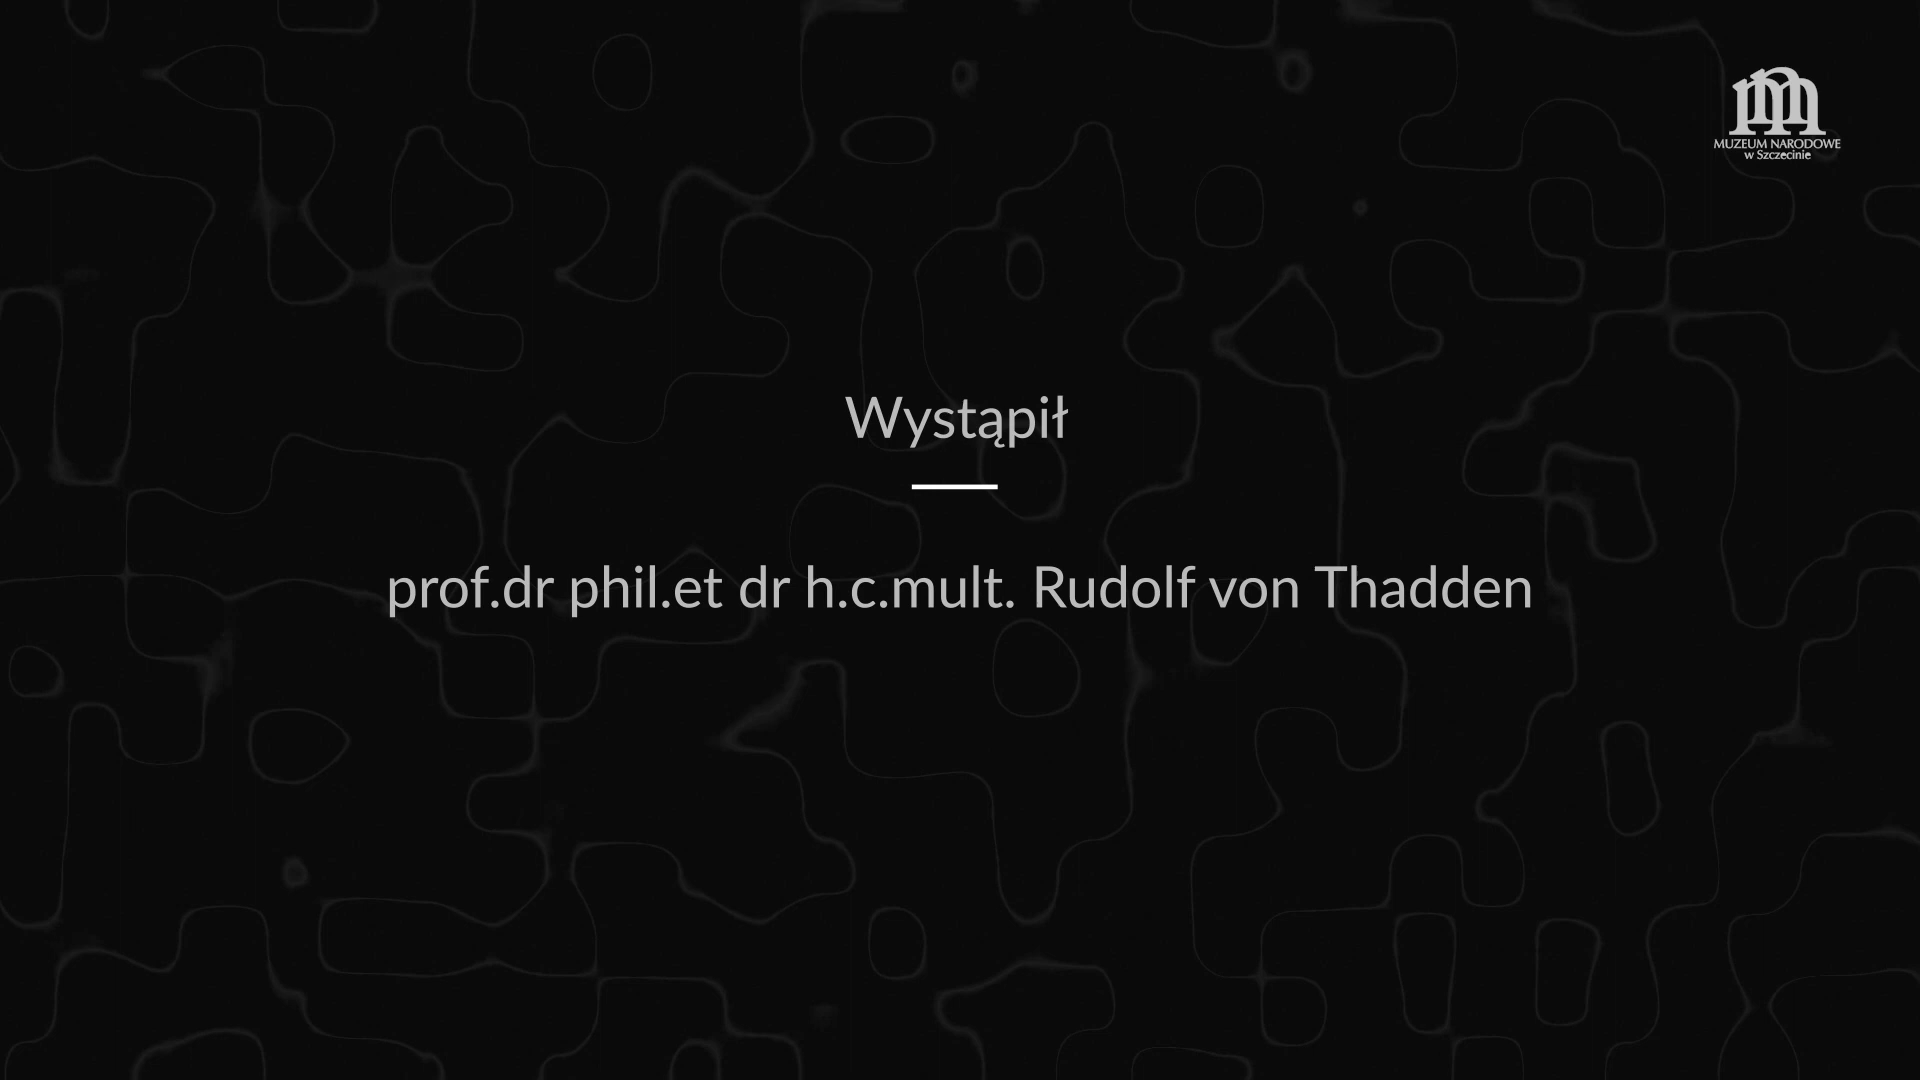 MUZEUM NARODOWE
w Szczecinie
Wystąpił
prof.dr phil.et dr h.c.mult. Rudolf von Thadden